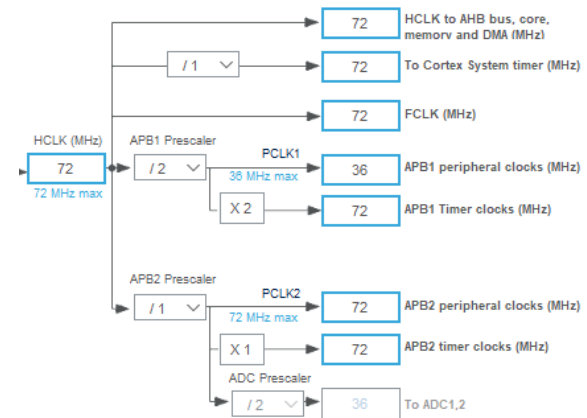 72
HCLK to AHB bus, core,
memory and DMA (MHz)
/ 1
72
To Cortex System timer (MHz)
72
FCLK (MHz)
HCLK (MHz)
72
72 MHz max
APB1 Prescaler
/ 2
PCLK1
36 MHz max
36
APB1 peripheral clocks (MHz)
X 2
72
APB1 Timer clocks (MHz)
APB2 Prescaler
/ 1
PCLK2
72 MHz max
72
APB2 peripheral clocks (MHz)
X 1
72
APB2 timer clocks (MHz)
ADC Prescaler
/ 2
36
To ADC1,2